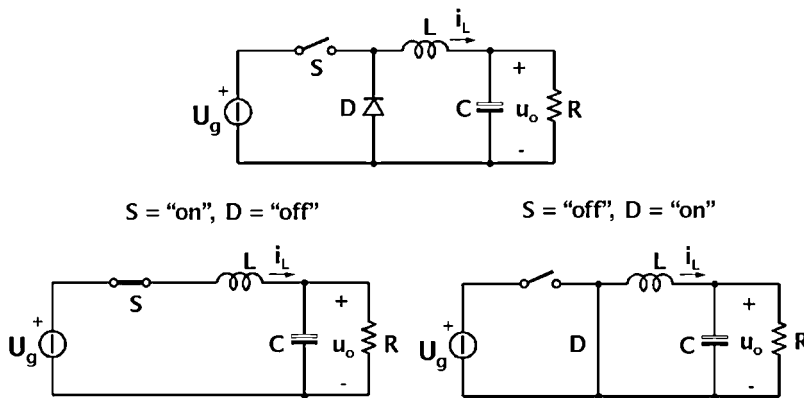 L
i_L
S
+
U_g
D
C
+
u_o
-
R
S = “on”, D = “off”
S = “off”, D = “on”
L
i_L
S
+
U_g
C
+
u_o
-
R
L
i_L
+
U_g
D
C
+
u_o
-
R